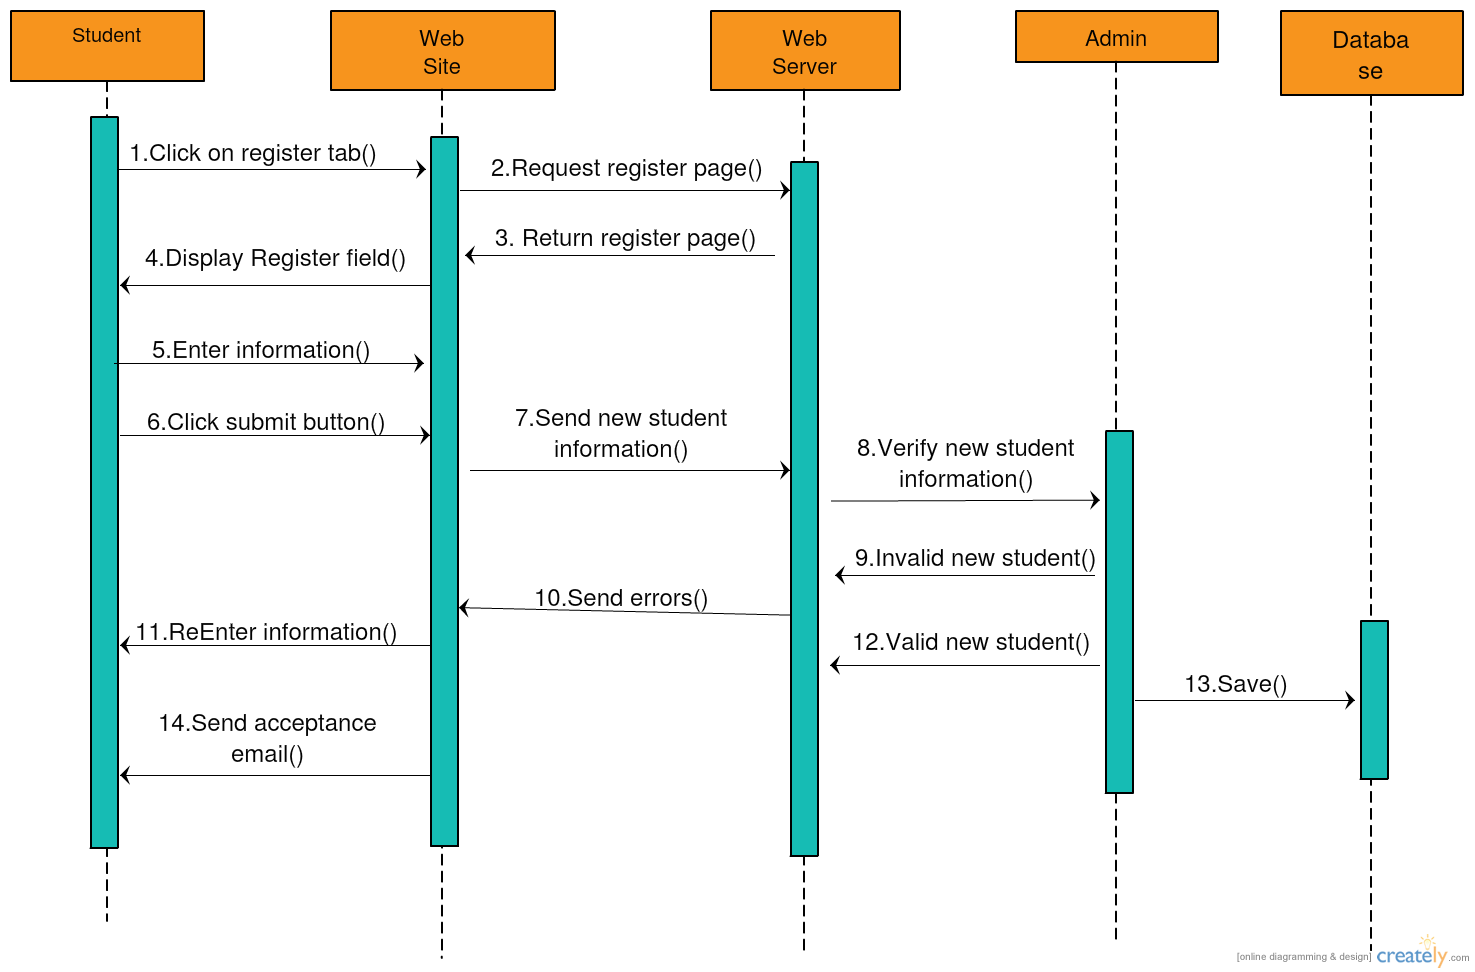 Student
Web
Site
Web
Server
Admin
Databa
se
1.Click on register tab()
2.Request register page()
3. Return register page()
4.Display Register field()
5.Enter information()
6.Click submit button()
7.Send new student
information()
8.Verify new student
information()
9.Invalid new student()
10.Send errors()
11.ReEnter information()
12.Valid new student()
13.Save()
14.Send acceptance
email()
[online diagramming & design] creately.com